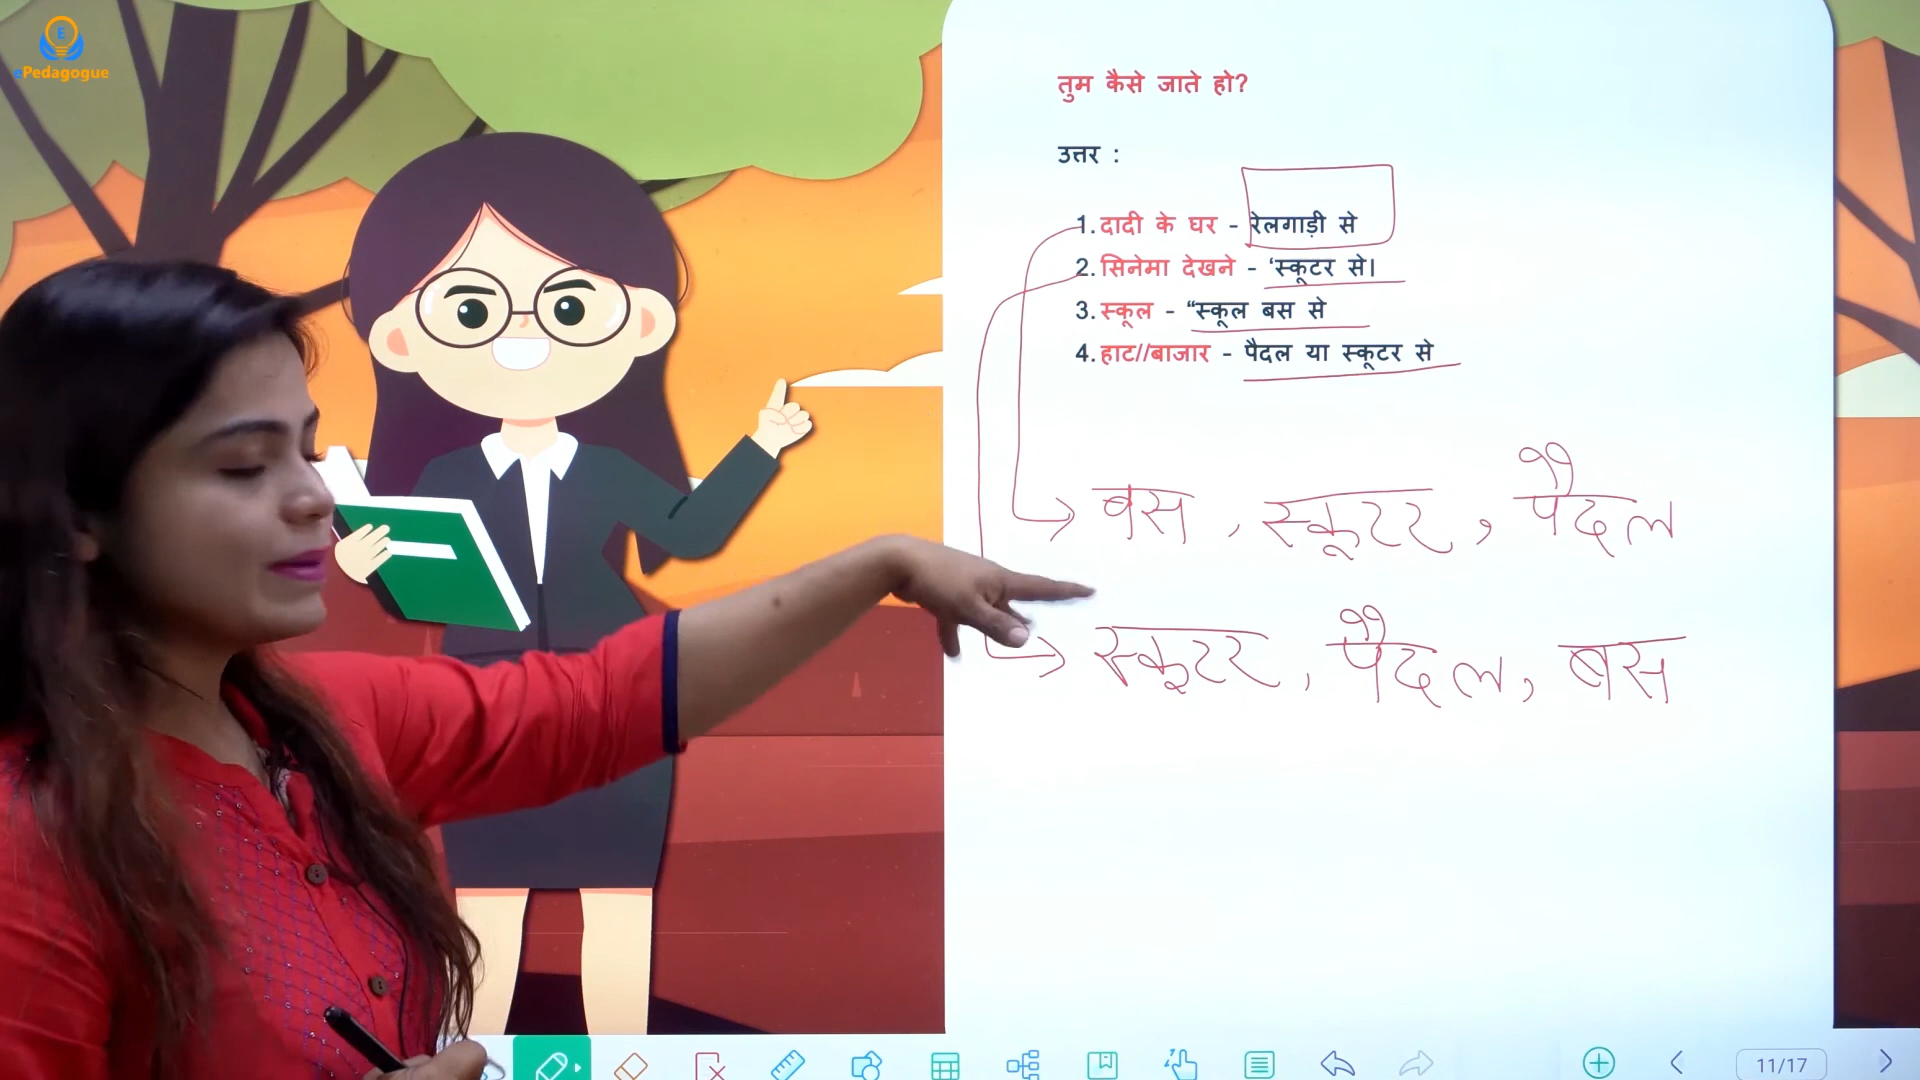 E
ePedagogue
तुम कैसे जाते हो?
उत्तर :
1. दादी के घर - रेलगाड़ी से
2. सिनेमा देखने - ‘स्कूटर से।
3. स्कूल - “स्कूल बस से
4. हाट//बाजार - पैदल या स्कूटर से
बस, स्कूटर, पैदल
स्कूटर, पैदल, बस
11/17